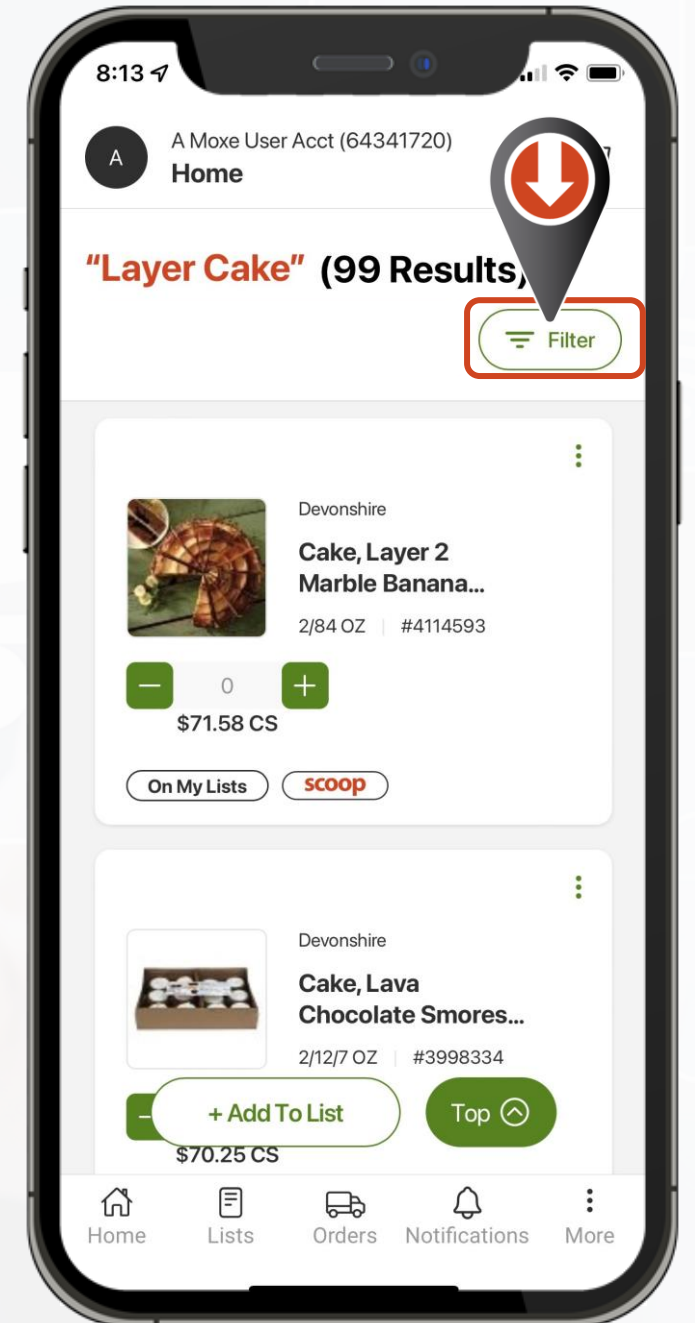 8:13
A
A Moxe User Acct (64341720)
Home
“Layer Cake” (99 Results)
Filter
Devonshire
Cake, Layer 2
Marble Banana...
2/84 OZ | #4114593
0
$71.58 CS
On My Lists
scoop
Devonshire
Cake, Lava
Chocolate Smores...
2/12/7 OZ | #3998334
+ Add To List
Top
$70.25 CS
Home Lists Orders Notifications More